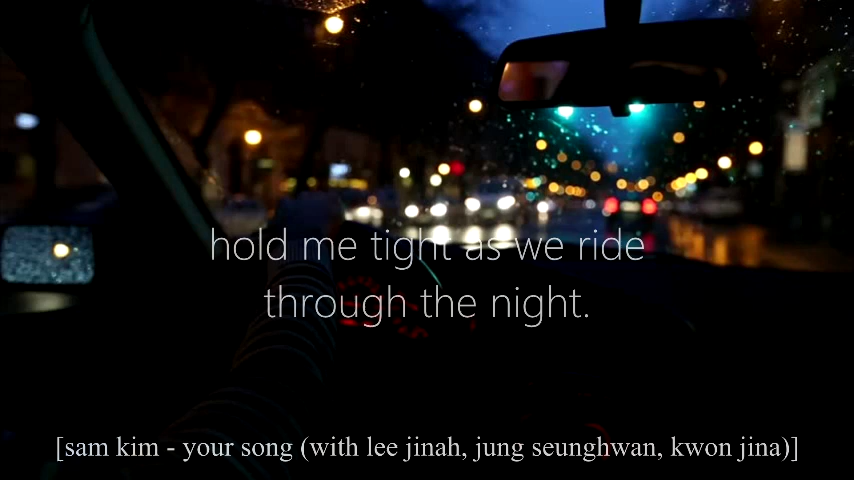 hold me tight as we ride
through the night.
[sam kim - your song (with lee jinah, jung seunghwan, kwon jina)]